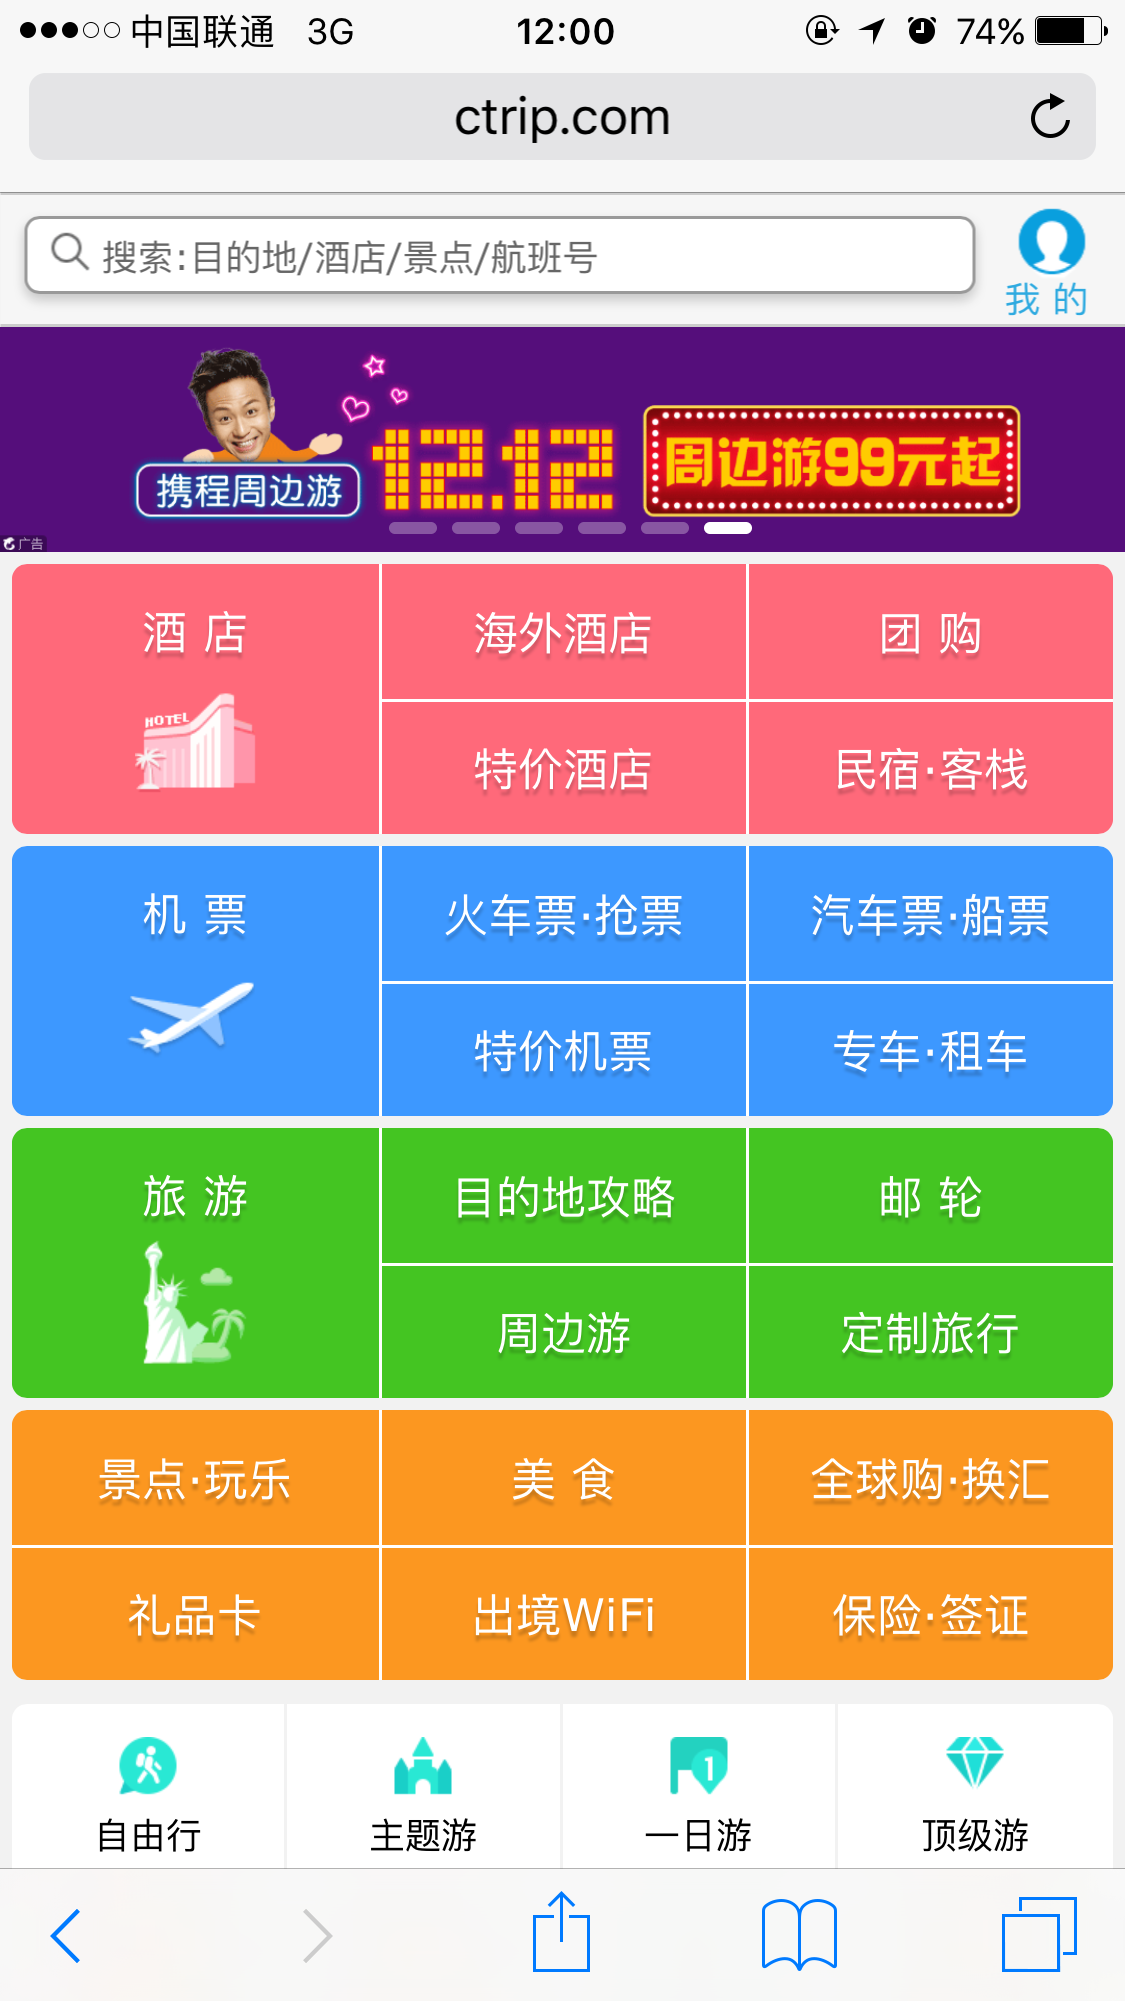 中国联通 3G 12:00 74%
ctrip.com
搜索:目的地/酒店/景点/航班号
我的
携程周边游 12.12 周边游99元起
广告
酒店 海外酒店 团购
HOTEL
特价酒店 民宿·客栈
机票 火车票·抢票 汽车票·船票
特价机票 专车·租车
旅游 目的地攻略 邮轮
周边游 定制旅行
景点·玩乐 美食 全球购·换汇
礼品卡 出境WiFi 保险·签证
1
自由行 主题游 一日游 顶级游